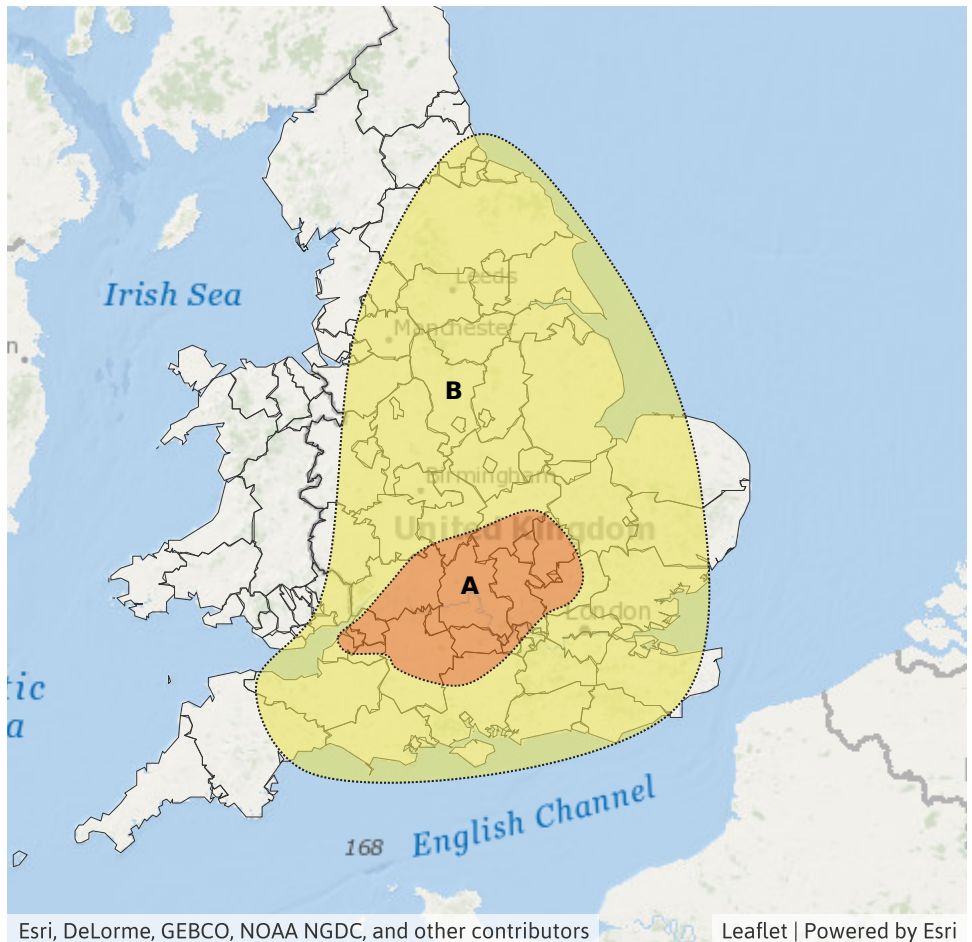 Leeds
Irish Sea
Manchester
n
B
Birmingham
United Kingdom
A
London
tic
a
English Channel
168
Esri, DeLorme, GEBCO, NOAA NGDC, and other contributors
Leaflet | Powered by Esri